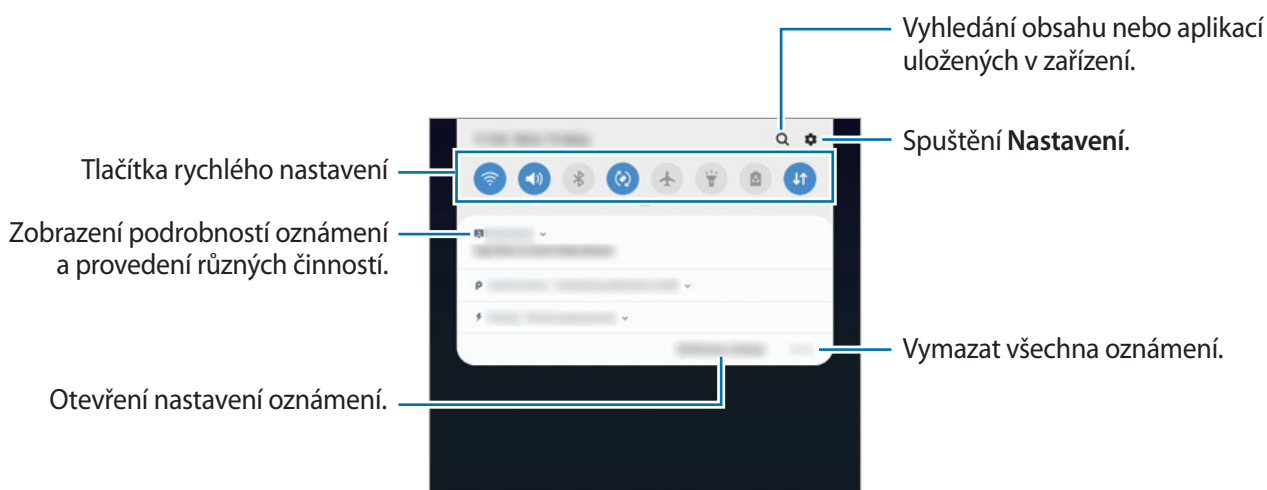 Vyhledání obsahu nebo aplikací
uložených v zařízení.
Spuštění Nastavení.
Tlačítka rychlého nastavení
Zobrazení podrobností oznámení
a provedení různých činností.
Vymazat všechna oznámení.
Otevření nastavení oznámení.